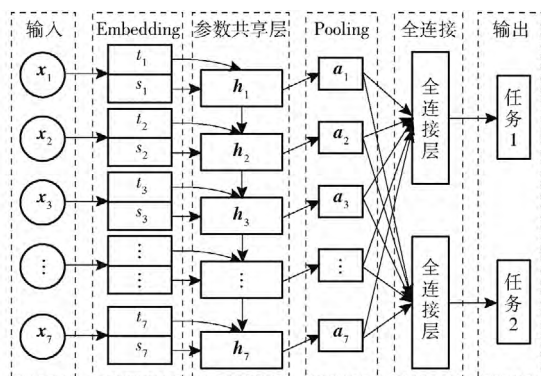 输入 Embedding 参数共享层 Pooling 全连接 输出
x1 t1 s1 h1 a1
x2 t2 s2 h2 a2
x3 t3 s3 h3 a3
⋮ ⋮ ⋮ ⋮ ⋮
x7 t7 s7 h7 a7
全连接层
任务1
全连接层
任务2